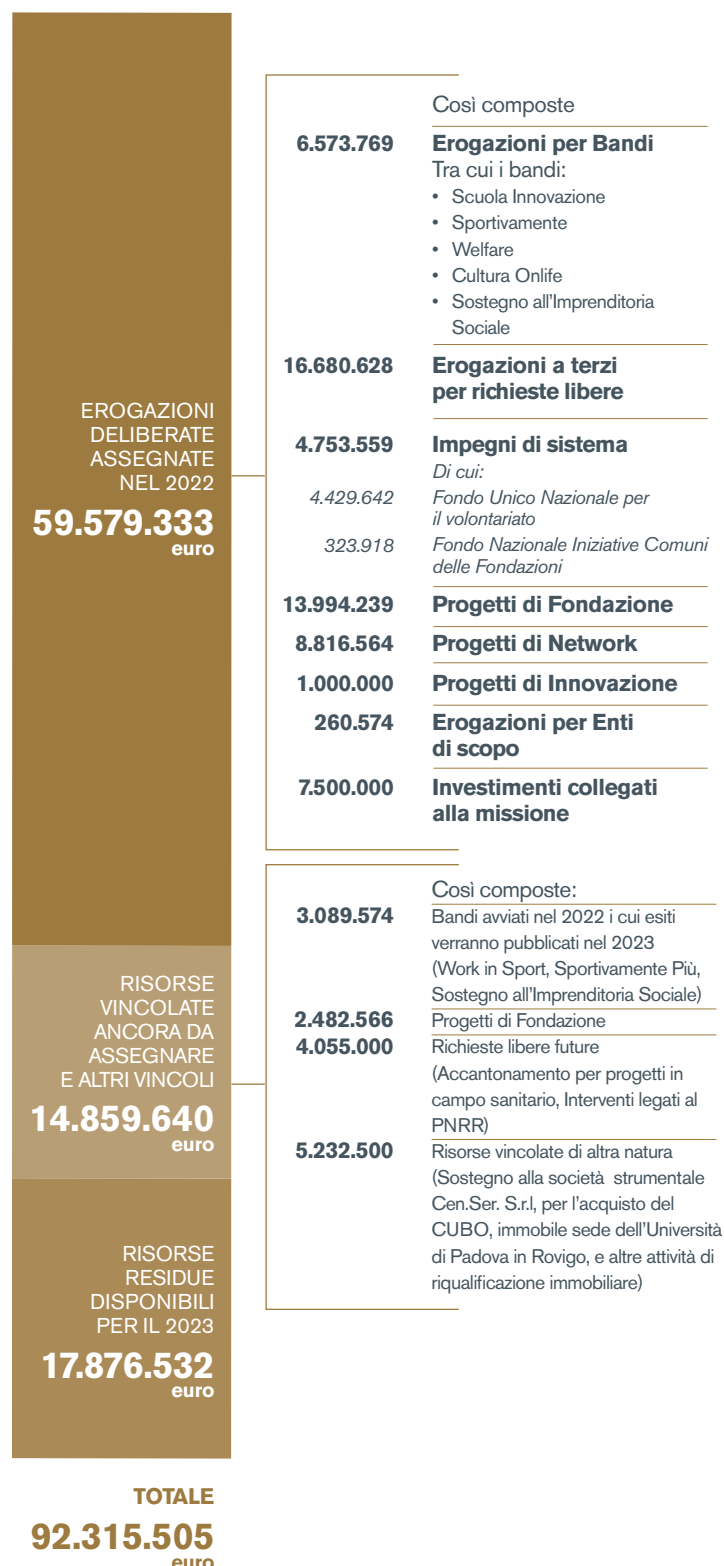 EROGAZIONI
DELIBERATE
ASSEGNATE
NEL 2022
59.579.333
euro
Così composte
6.573.769 Erogazioni per Bandi
Tra cui i bandi:
• Scuola Innovazione
• Sportivamente
• Welfare
• Cultura Onlife
• Sostegno all'Imprenditoria
Sociale
16.680.628 Erogazioni a terzi
per richieste libere
4.753.559 Impegni di sistema
Di cui:
4.429.642 Fondo Unico Nazionale per
il volontariato
323.918 Fondo Nazionale Iniziative Comuni
delle Fondazioni
13.994.239 Progetti di Fondazione
8.816.564 Progetti di Network
1.000.000 Progetti di Innovazione
260.574 Erogazioni per Enti
di scopo
7.500.000 Investimenti collegati
alla missione
RISORSE
VINCOLATE
ANCORA DA
ASSEGNARE
E ALTRI VINCOLI
14.859.640
euro
Così composte:
3.089.574 Bandi avviati nel 2022 i cui esiti
verranno pubblicati nel 2023
(Work in Sport, Sportivamente Più,
Sostegno all'Imprenditoria Sociale)
2.482.566 Progetti di Fondazione
4.055.000 Richieste libere future
(Accantonamento per progetti in
campo sanitario, Interventi legati al
PNRR)
5.232.500 Risorse vincolate di altra natura
(Sostegno alla società strumentale
Cen.Ser. S.r.l, per l'acquisto del
CUBO, immobile sede dell'Università
di Padova in Rovigo, e altre attività di
riqualificazione immobiliare)
RISORSE
RESIDUE
DISPONIBILI
PER IL 2023
17.876.532
euro
TOTALE
92.315.505
euro